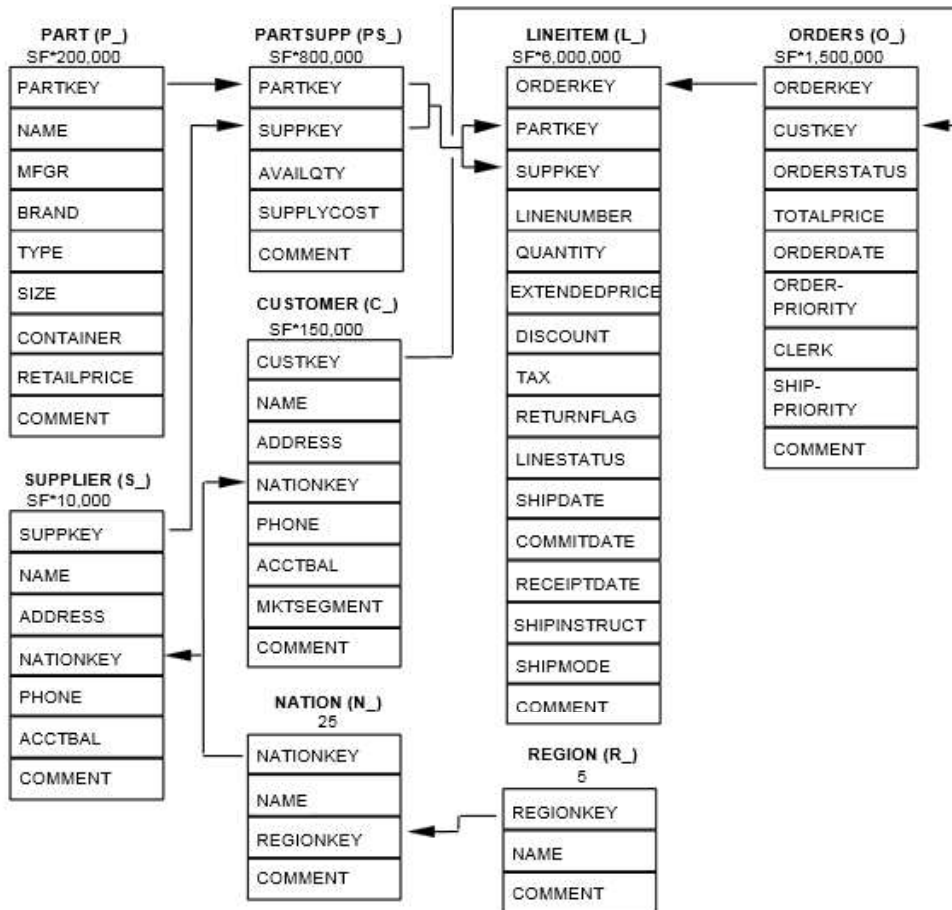 PART (P_)
SF*200,000
PARTKEY
NAME
MFGR
BRAND
TYPE
SIZE
CONTAINER
RETAILPRICE
COMMENT
SUPPLIER (S_)
SF*10,000
SUPPKEY
NAME
ADDRESS
NATIONKEY
PHONE
ACCTBAL
COMMENT
PARTSUPP (PS_)
SF*800,000
PARTKEY
SUPPKEY
AVAILQTY
SUPPLYCOST
COMMENT
CUSTOMER (C_)
SF*150,000
CUSTKEY
NAME
ADDRESS
NATIONKEY
PHONE
ACCTBAL
MKTSEGMENT
COMMENT
NATION (N_)
25
NATIONKEY
NAME
REGIONKEY
COMMENT
LINEITEM (L_)
SF*6,000,000
ORDERKEY
PARTKEY
SUPPKEY
LINENUMBER
QUANTITY
EXTENDEDPRICE
DISCOUNT
TAX
RETURNFLAG
LINESTATUS
SHIPDATE
COMMITDATE
RECEIPTDATE
SHIPINSTRUCT
SHIPMODE
COMMENT
REGION (R_)
5
REGIONKEY
NAME
COMMENT
ORDERS (O_)
SF*1,500,000
ORDERKEY
CUSTKEY
ORDERSTATUS
TOTALPRICE
ORDERDATE
ORDER-
PRIORITY
CLERK
SHIP-
PRIORITY
COMMENT